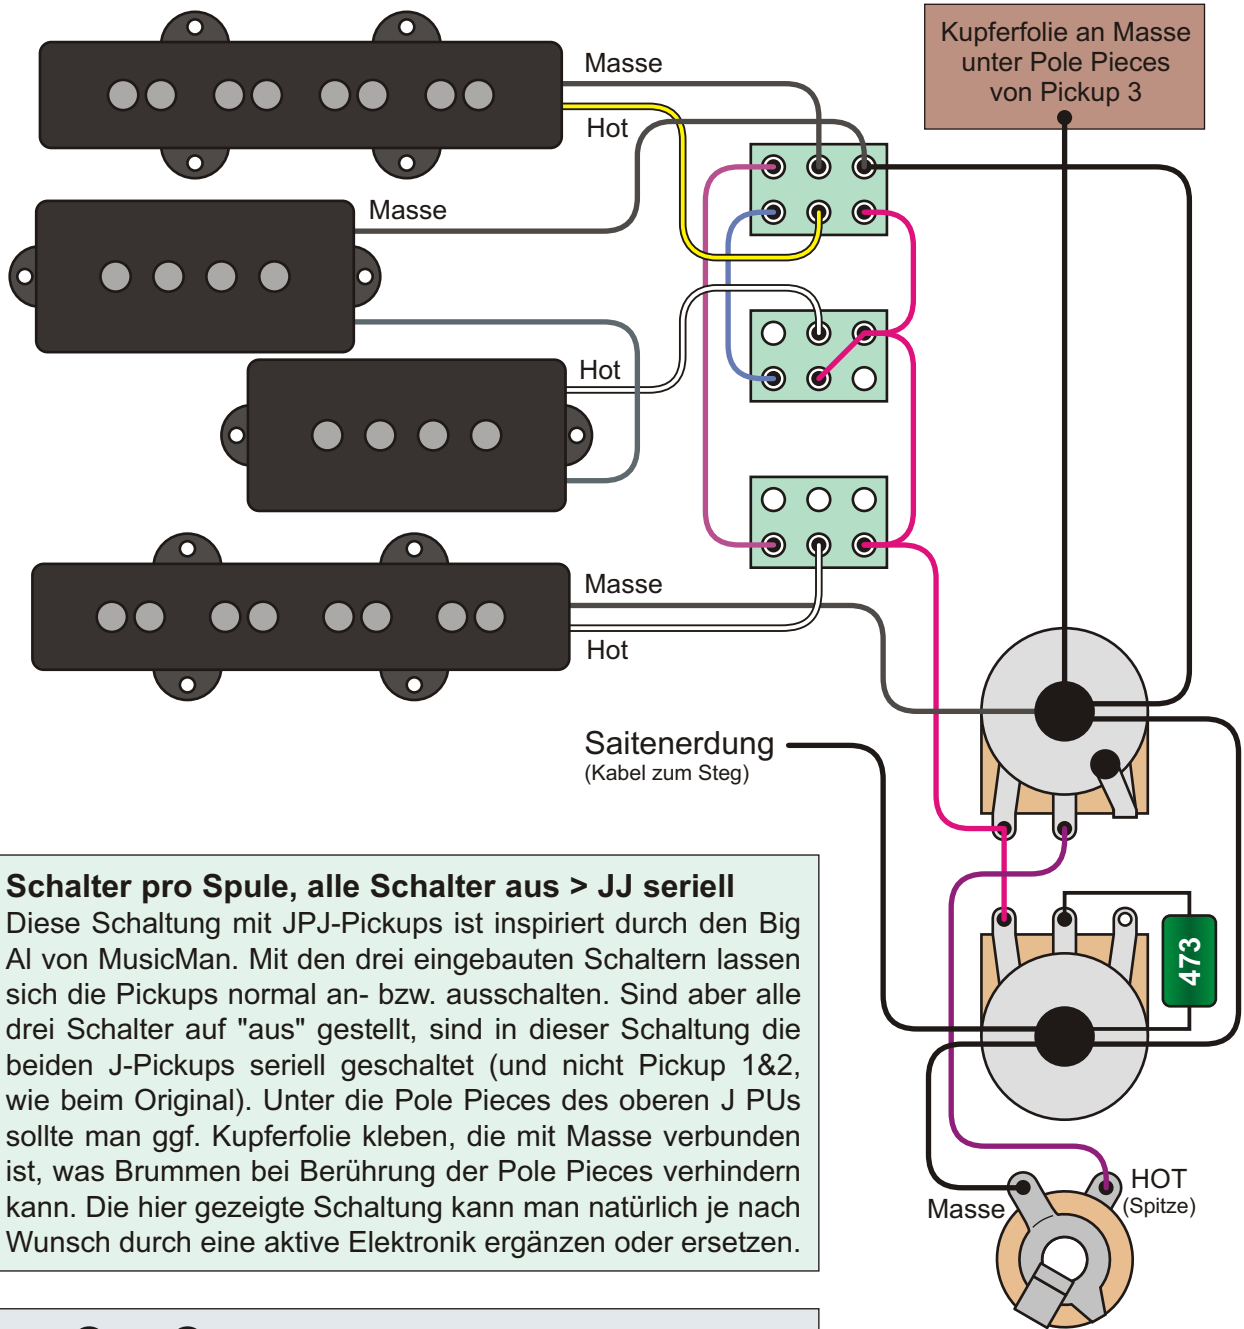 Kupferfolie an Masse
unter Pole Pieces
von Pickup 3
Masse
Hot
Masse
Hot
Masse
Hot
Saitenerdung
(Kabel zum Steg)
Schalter pro Spule, alle Schalter aus > JJ seriell
Diese Schaltung mit JPJ-Pickups ist inspiriert durch den Big
Al von MusicMan. Mit den drei eingebauten Schaltern lassen
sich die Pickups normal an- bzw. ausschalten. Sind aber alle
drei Schalter auf "aus" gestellt, sind in dieser Schaltung die
beiden J-Pickups seriell geschaltet (und nicht Pickup 1&2,
wie beim Original). Unter die Pole Pieces des oberen J PUs
sollte man ggf. Kupferfolie kleben, die mit Masse verbunden
ist, was Brummen bei Berührung der Pole Pieces verhindern
kann. Die hier gezeigte Schaltung kann man natürlich je nach
Wunsch durch eine aktive Elektronik ergänzen oder ersetzen.
473
HOT
(Spitze)
Masse